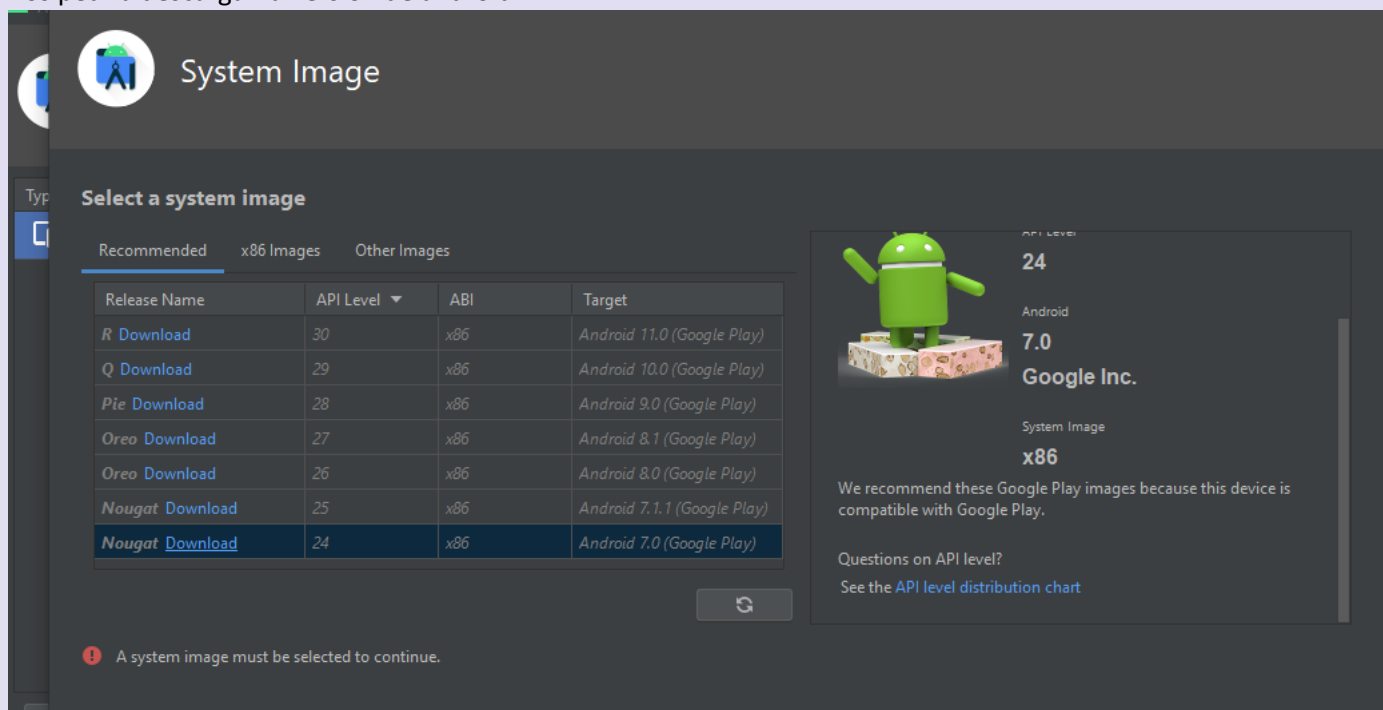 System Image
Typ
Select a system image
Recommended x86 Images Other Images
Release Name API Level ABI Target
R Download 30 x86 Android 11.0 (Google Play)
Q Download 29 x86 Android 10.0 (Google Play)
Pie Download 28 x86 Android 9.0 (Google Play)
Oreo Download 27 x86 Android 8.1 (Google Play)
Oreo Download 26 x86 Android 8.0 (Google Play)
Nougat Download 25 x86 Android 7.1.1 (Google Play)
Nougat Download 24 x86 Android 7.0 (Google Play)
A system image must be selected to continue.
API Level
24
Android
7.0
Google Inc.
System Image
x86
We recommend these Google Play images because this device is
compatible with Google Play.
Questions on API level?
See the API level distribution chart